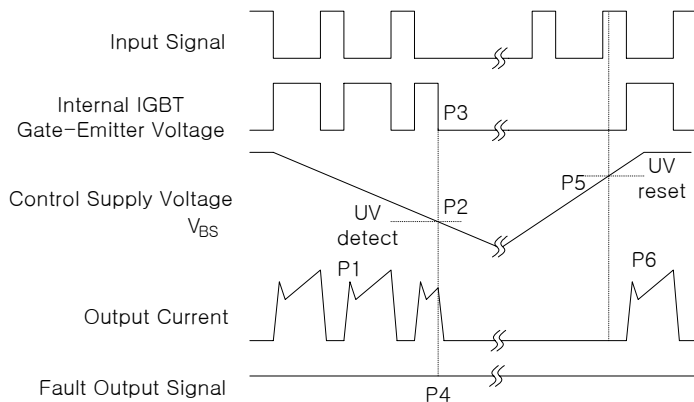 Input Signal
Internal IGBT
Gate-Emitter Voltage
P3
Control Supply Voltage
V_BS
UV
detect
P2
P5
UV
reset
P1
P6
Output Current
Fault Output Signal
P4